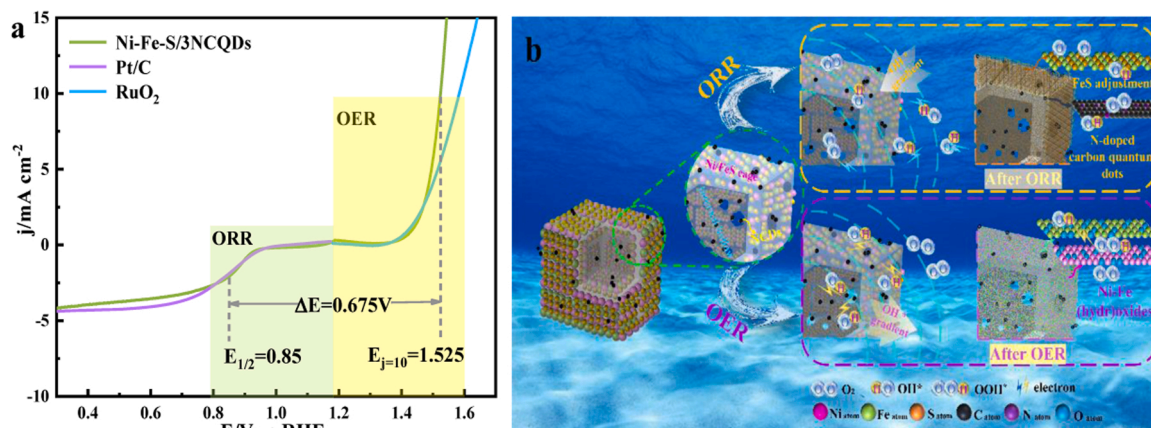 a
15
10
5
0
-5
-10
j/mA cm-2
Ni-Fe-S/3NCQDs
Pt/C
RuO2
OER
ORR
ΔE=0.675V
E1/2=0.85
Ej=10=1.525
0.4 0.6 0.8 1.0 1.2 1.4 1.6
b
ORR
gradient
FeS adjustment
N-doped
carbon quantum
dots
After ORR
Ni/FeS cage
OER
OH-
gradient
Ni-Fe
(hydr)oxides
After OER
O2 OH* OOH* electron
Ni atom Fe atom S atom C atom N atom O atom